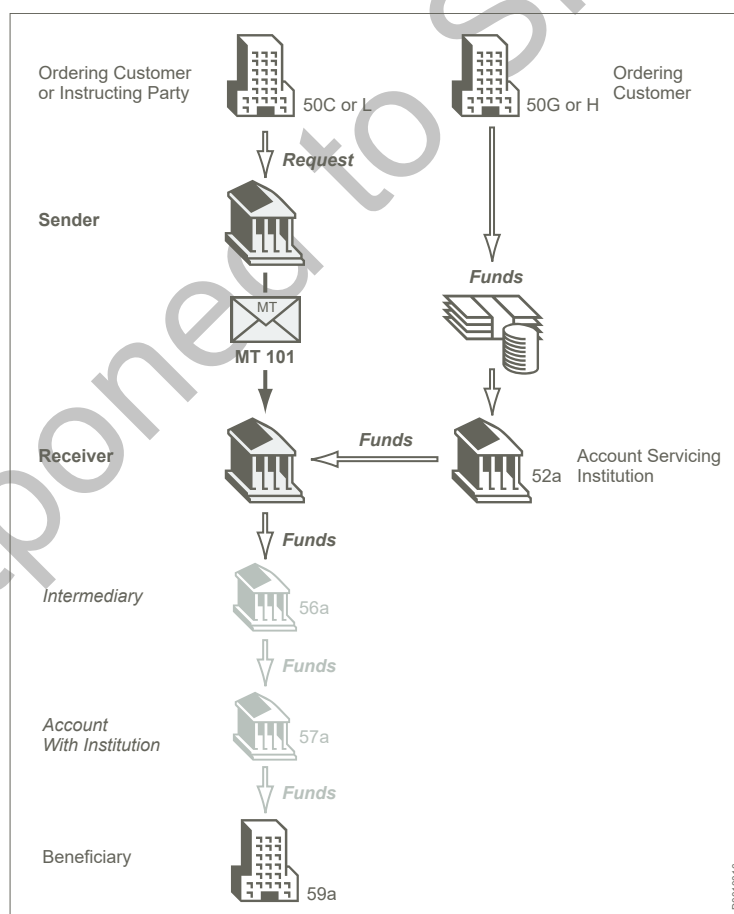 Ordering Customer
or Instructing Party
50C or L
50G or H
Ordering
Customer
Request
Sender
Funds
MT
MT 101
Receiver
Funds
52a
Account Servicing
Institution
Funds
Intermediary
56a
Funds
Account
With Institution
57a
Funds
Beneficiary
59a